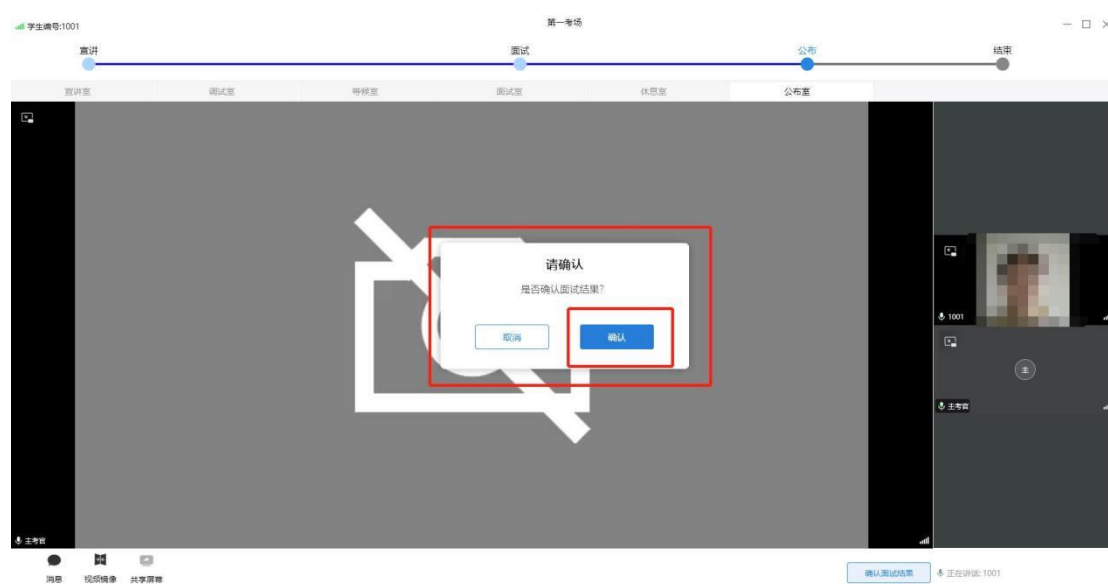 学生编号:1001
第一考场
宣讲
面试
公布
结束
宣讲室
调试室
等候室
面试室
休息室
公布室
请确认
是否确认面试结果?
取消
确认
1001
主
主考官
主考官
消息
视频镜像
共享屏幕
确认面试结果
正在讲话: 1001